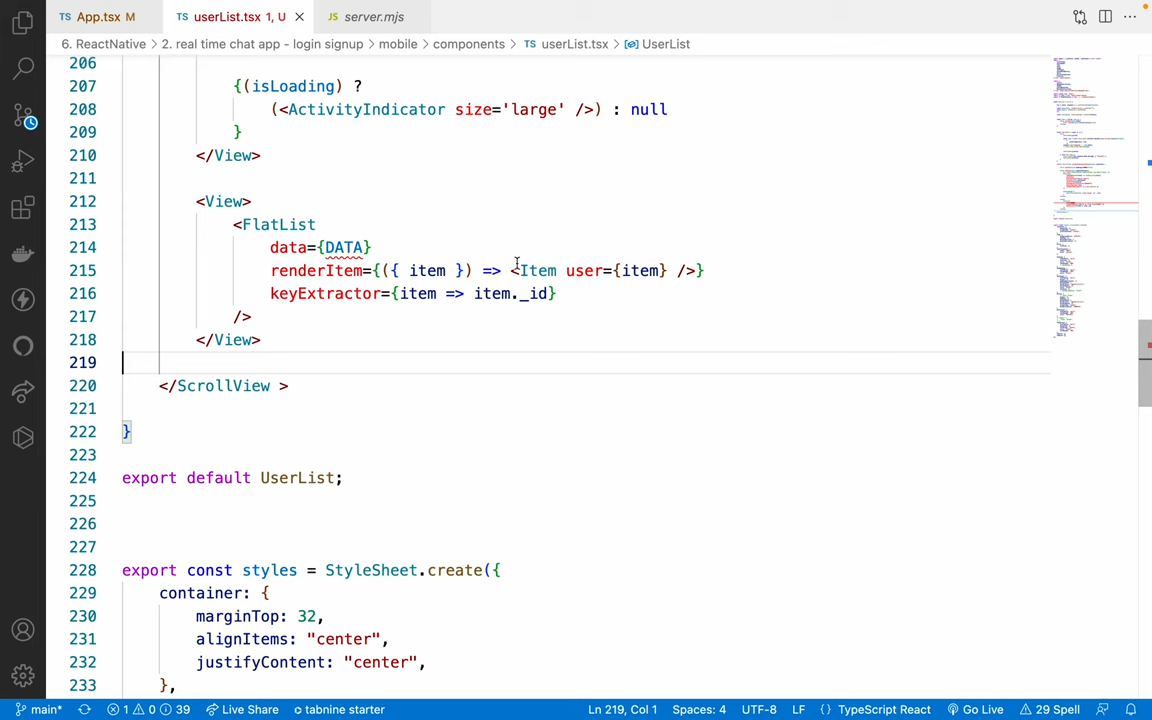 TS App.tsx M
TS userList.tsx 1, U
JS server.mjs
6. ReactNative > 2. real time chat app - login signup > mobile > components > TS userList.tsx > UserList
206
207 {(isLoading) ?
208 (<ActivityIndicator size='large' />) : null
209 }
210 </View>
211
212 <View>
213 <FlatList
214 data={DATA}
215 renderItem={({ item }) => <Item user={item} />}
216 keyExtractor={item => item._id}
217 />
218 </View>
219
220 </ScrollView >
221
222 }
223
224 export default UserList;
225
226
227
228 export const styles = StyleSheet.create({
229 container: {
230 marginTop: 32,
231 alignItems: "center",
232 justifyContent: "center",
233 },
main* 1 0 39 Live Share tabnine starter Ln 219, Col 1 Spaces: 4 UTF-8 LF {} TypeScript React Go Live 29 Spell